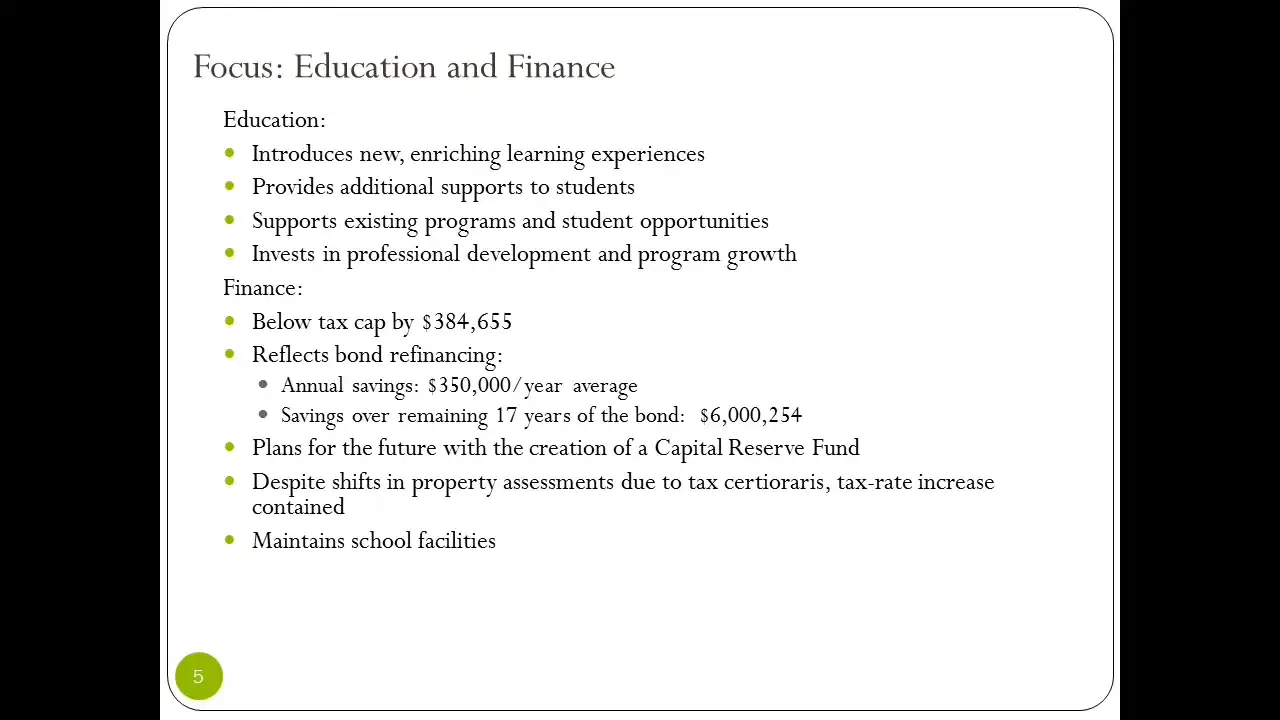 Focus: Education and Finance
Education:
Introduces new, enriching learning experiences
Provides additional supports to students
Supports existing programs and student opportunities
Invests in professional development and program growth
Finance:
Below tax cap by $384,655
Reflects bond refinancing:
Annual savings: $350,000/year average
Savings over remaining 17 years of the bond: $6,000,254
Plans for the future with the creation of a Capital Reserve Fund
Despite shifts in property assessments due to tax certioraris, tax-rate increase
contained
Maintains school facilities
5